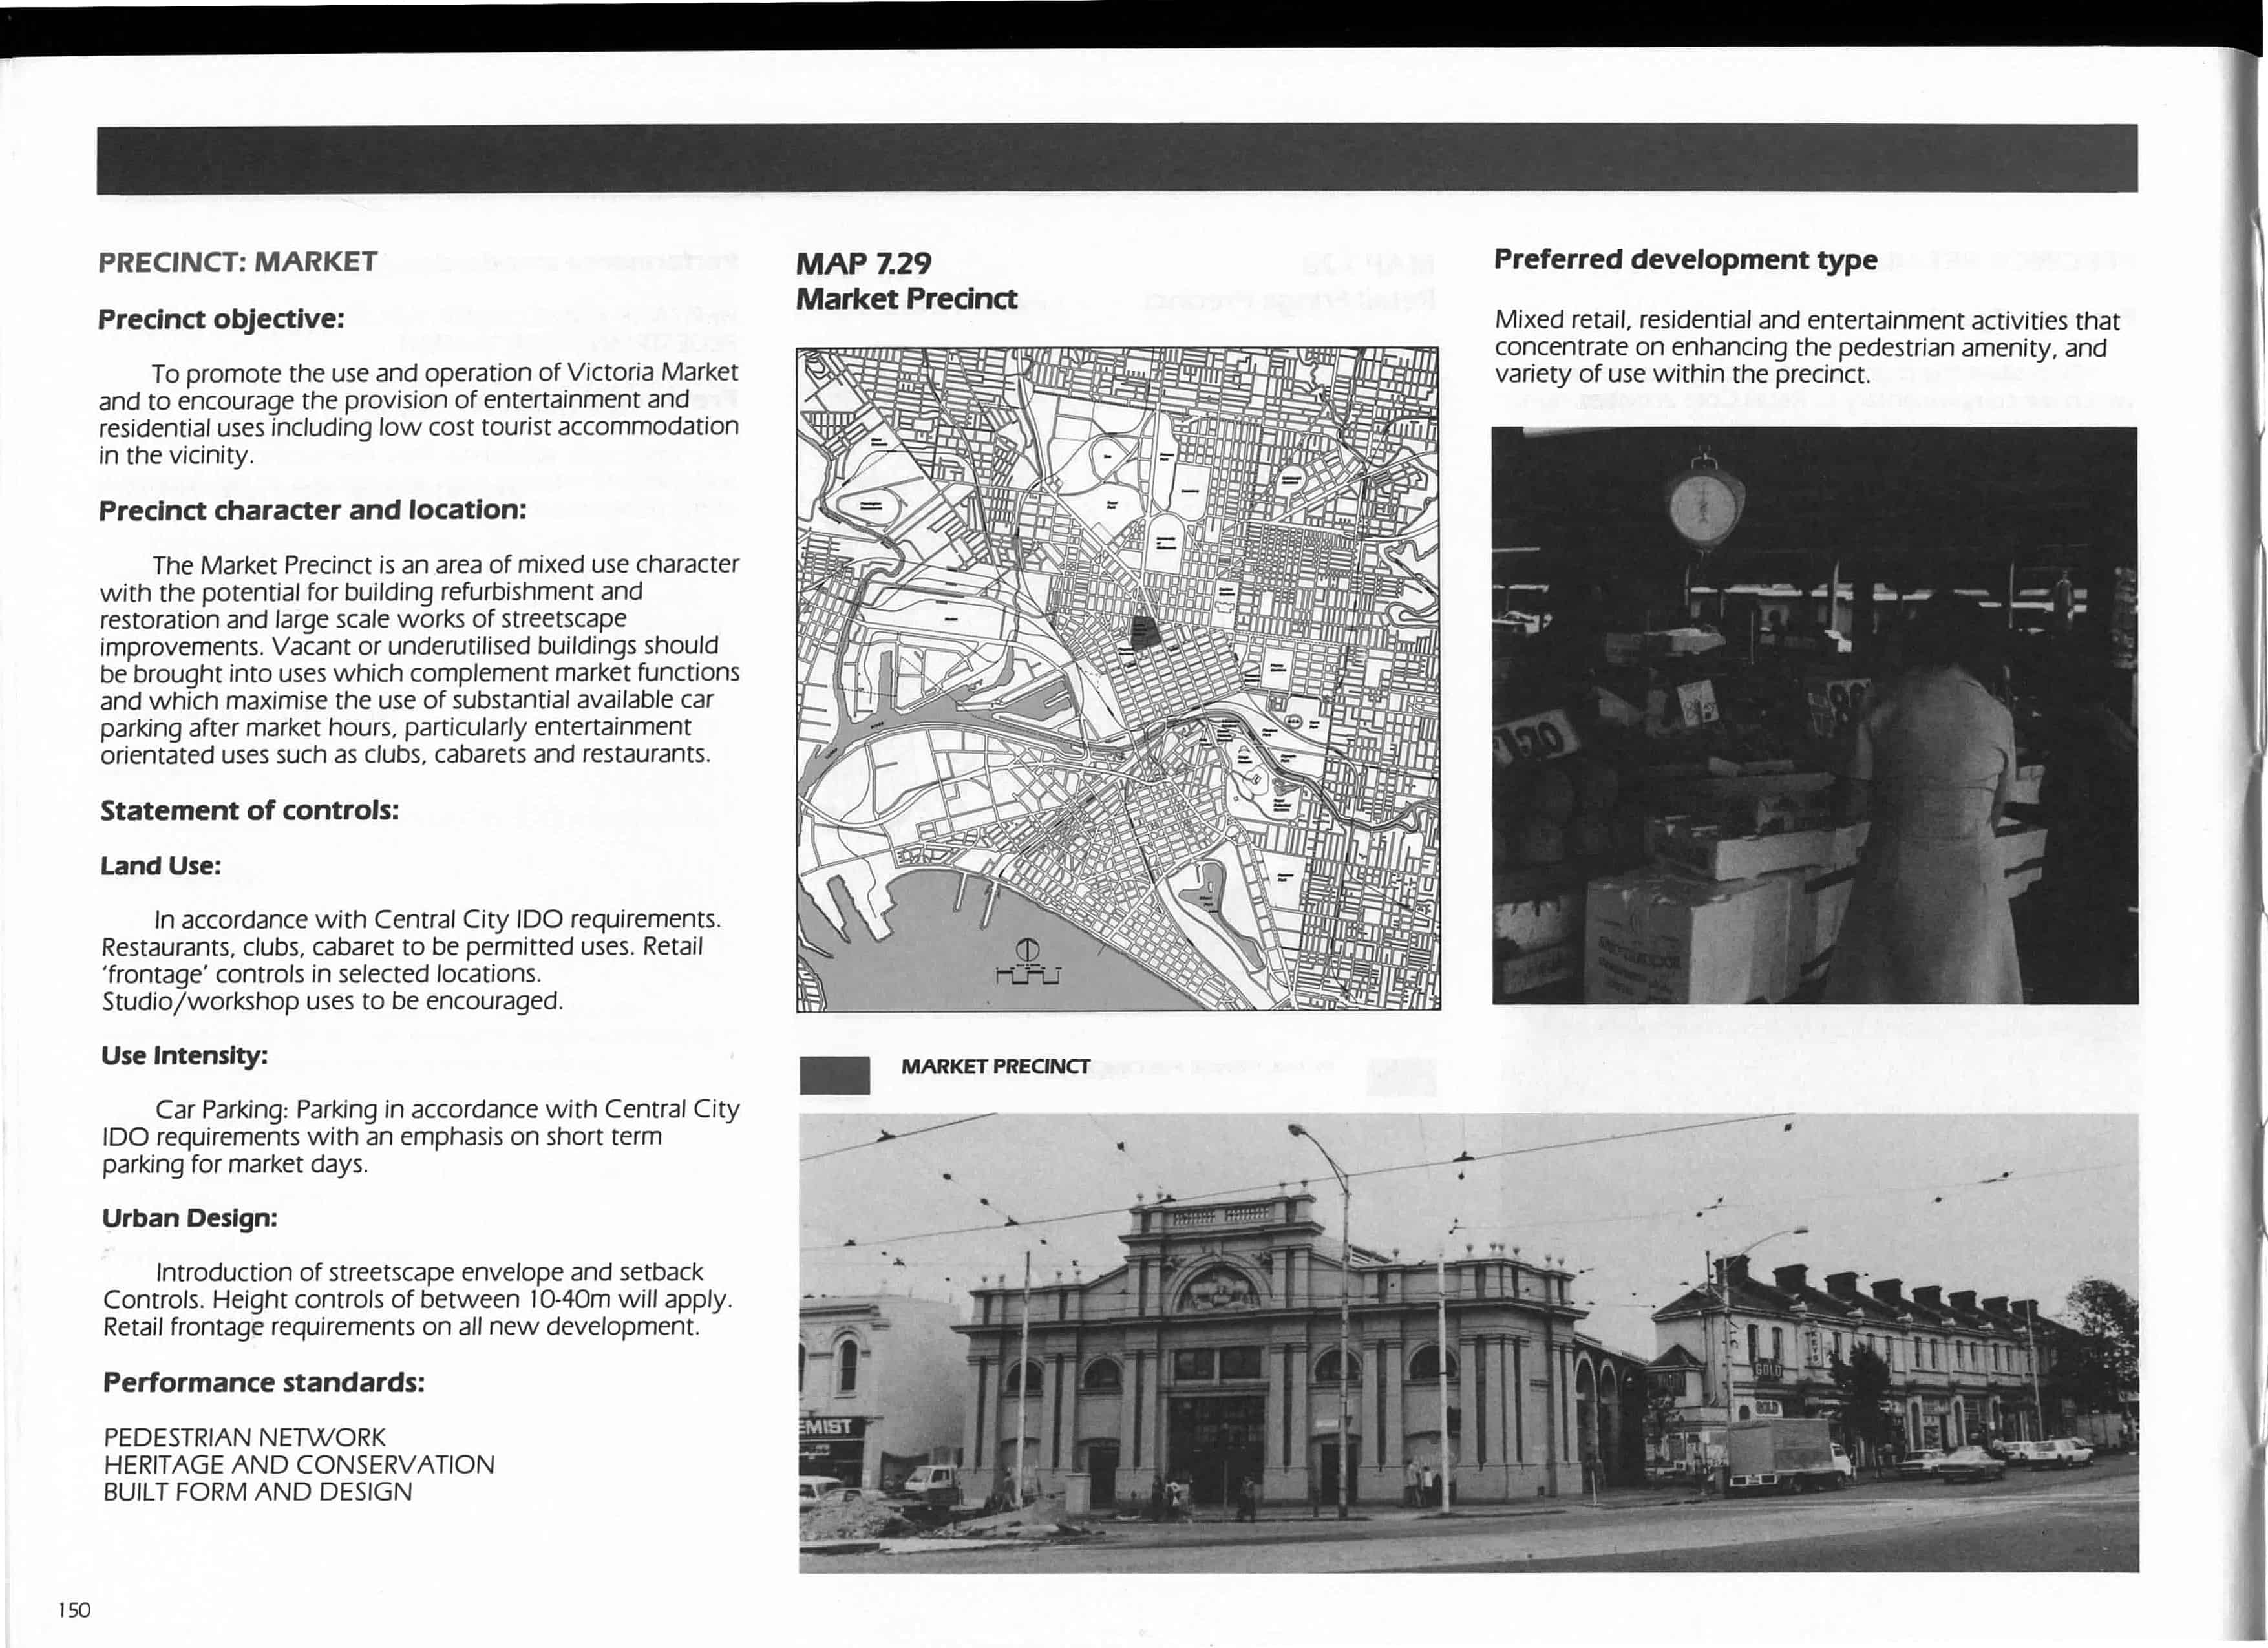 PRECINCT: MARKET
Precinct objective:
To promote the use and operation of Victoria Market
and to encourage the provision of entertainment and
residential uses including low cost tourist accommodation
in the vicinity.
Precinct character and location:
The Market Precinct is an area of mixed use character
with the potential for building refurbishment and
restoration and large scale works of streetscape
improvements. Vacant or underutilised buildings should
be brought into uses which complement market functions
and which maximise the use of substantial available car
parking after market hours, particularly entertainment
orientated uses such as clubs, cabarets and restaurants.
Statement of controls:
Land Use:
In accordance with Central City IDO requirements.
Restaurants, clubs, cabaret to be permitted uses. Retail
‘frontage’ controls in selected locations.
Studio/workshop uses to be encouraged.
Use Intensity:
Car Parking: Parking in accordance with Central City
IDO requirements with an emphasis on short term
parking for market days.
Urban Design:
Introduction of streetscape envelope and setback
Controls. Height controls of between 10-40m will apply.
Retail frontage requirements on all new development.
Performance standards:
PEDESTRIAN NETWORK
HERITAGE AND CONSERVATION
BUILT FORM AND DESIGN
150
MAP 7.29
Market Precinct
MARKET PRECINCT
EMIST
GOLD
GOLD
Preferred development type
Mixed retail, residential and entertainment activities that
concentrate on enhancing the pedestrian amenity, and
variety of use within the precinct.